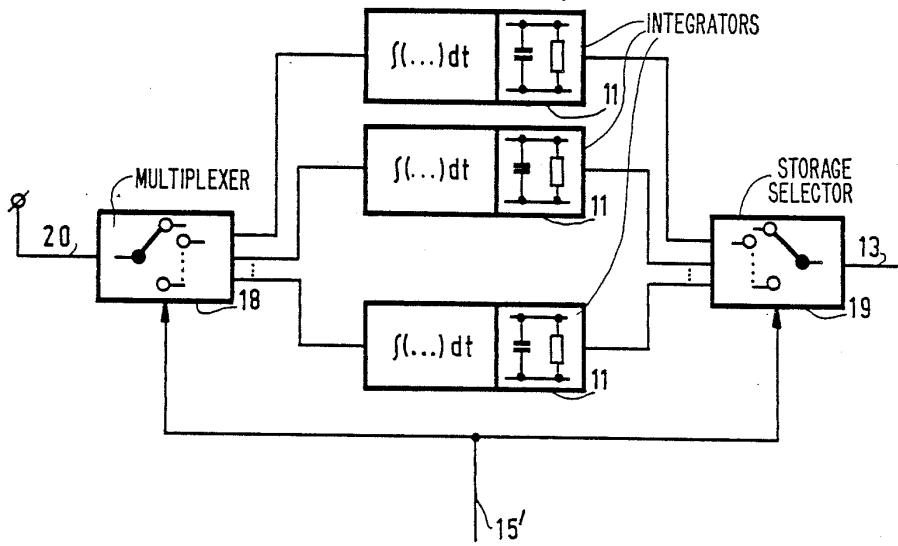 INTEGRATORS
∫(...)dt
11
∫(...)dt
11
MULTIPLEXER
STORAGE
SELECTOR
20
13
18
19
∫(...)dt
11
15'